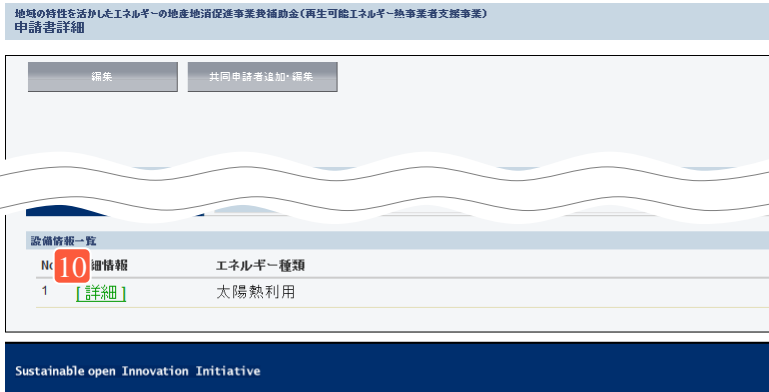 地域の特性を活かしたエネルギーの地産地消促進事業費補助金(再生可能エネルギー熱事業者支援事業)
申請書詳細
編集 共同申請者追加・編集
設備情報一覧
10 細情報 エネルギー種類
1 [詳細] 太陽熱利用
Sustainable open Innovation Initiative